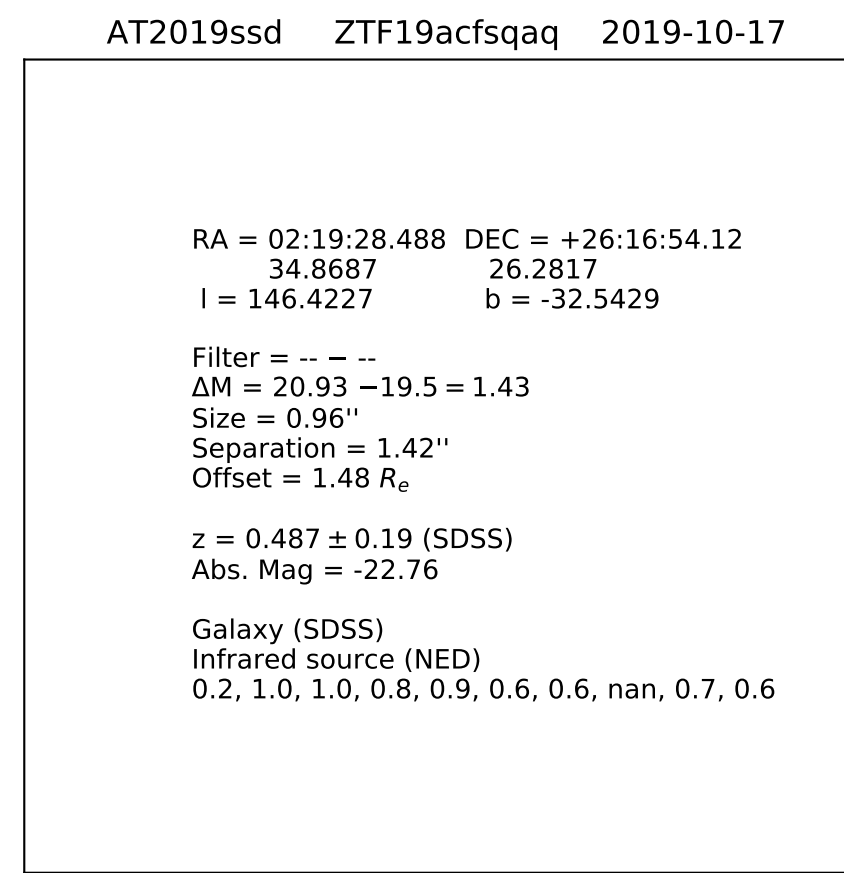 AT2019ssd ZTF19acfsqaq 2019-10-17
RA = 02:19:28.488 DEC = +26:16:54.12
34.8687 26.2817
l = 146.4227 b = -32.5429
Filter = -- − --
ΔM = 20.93 −19.5 = 1.43
Size = 0.96''
Separation = 1.42''
Offset = 1.48 Rₑ
z = 0.487 ± 0.19 (SDSS)
Abs. Mag = -22.76
Galaxy (SDSS)
Infrared source (NED)
0.2, 1.0, 1.0, 0.8, 0.9, 0.6, 0.6, nan, 0.7, 0.6